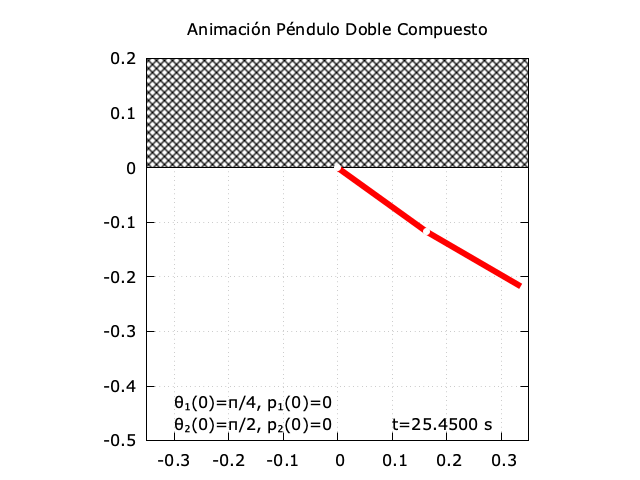 Animación Péndulo Doble Compuesto
0.2
0.1
0
-0.1
-0.2
-0.3
-0.4
-0.5
θ₁(0)=π/4, p₁(0)=0
θ₂(0)=π/2, p₂(0)=0 t=25.4500 s
-0.3 -0.2 -0.1 0 0.1 0.2 0.3